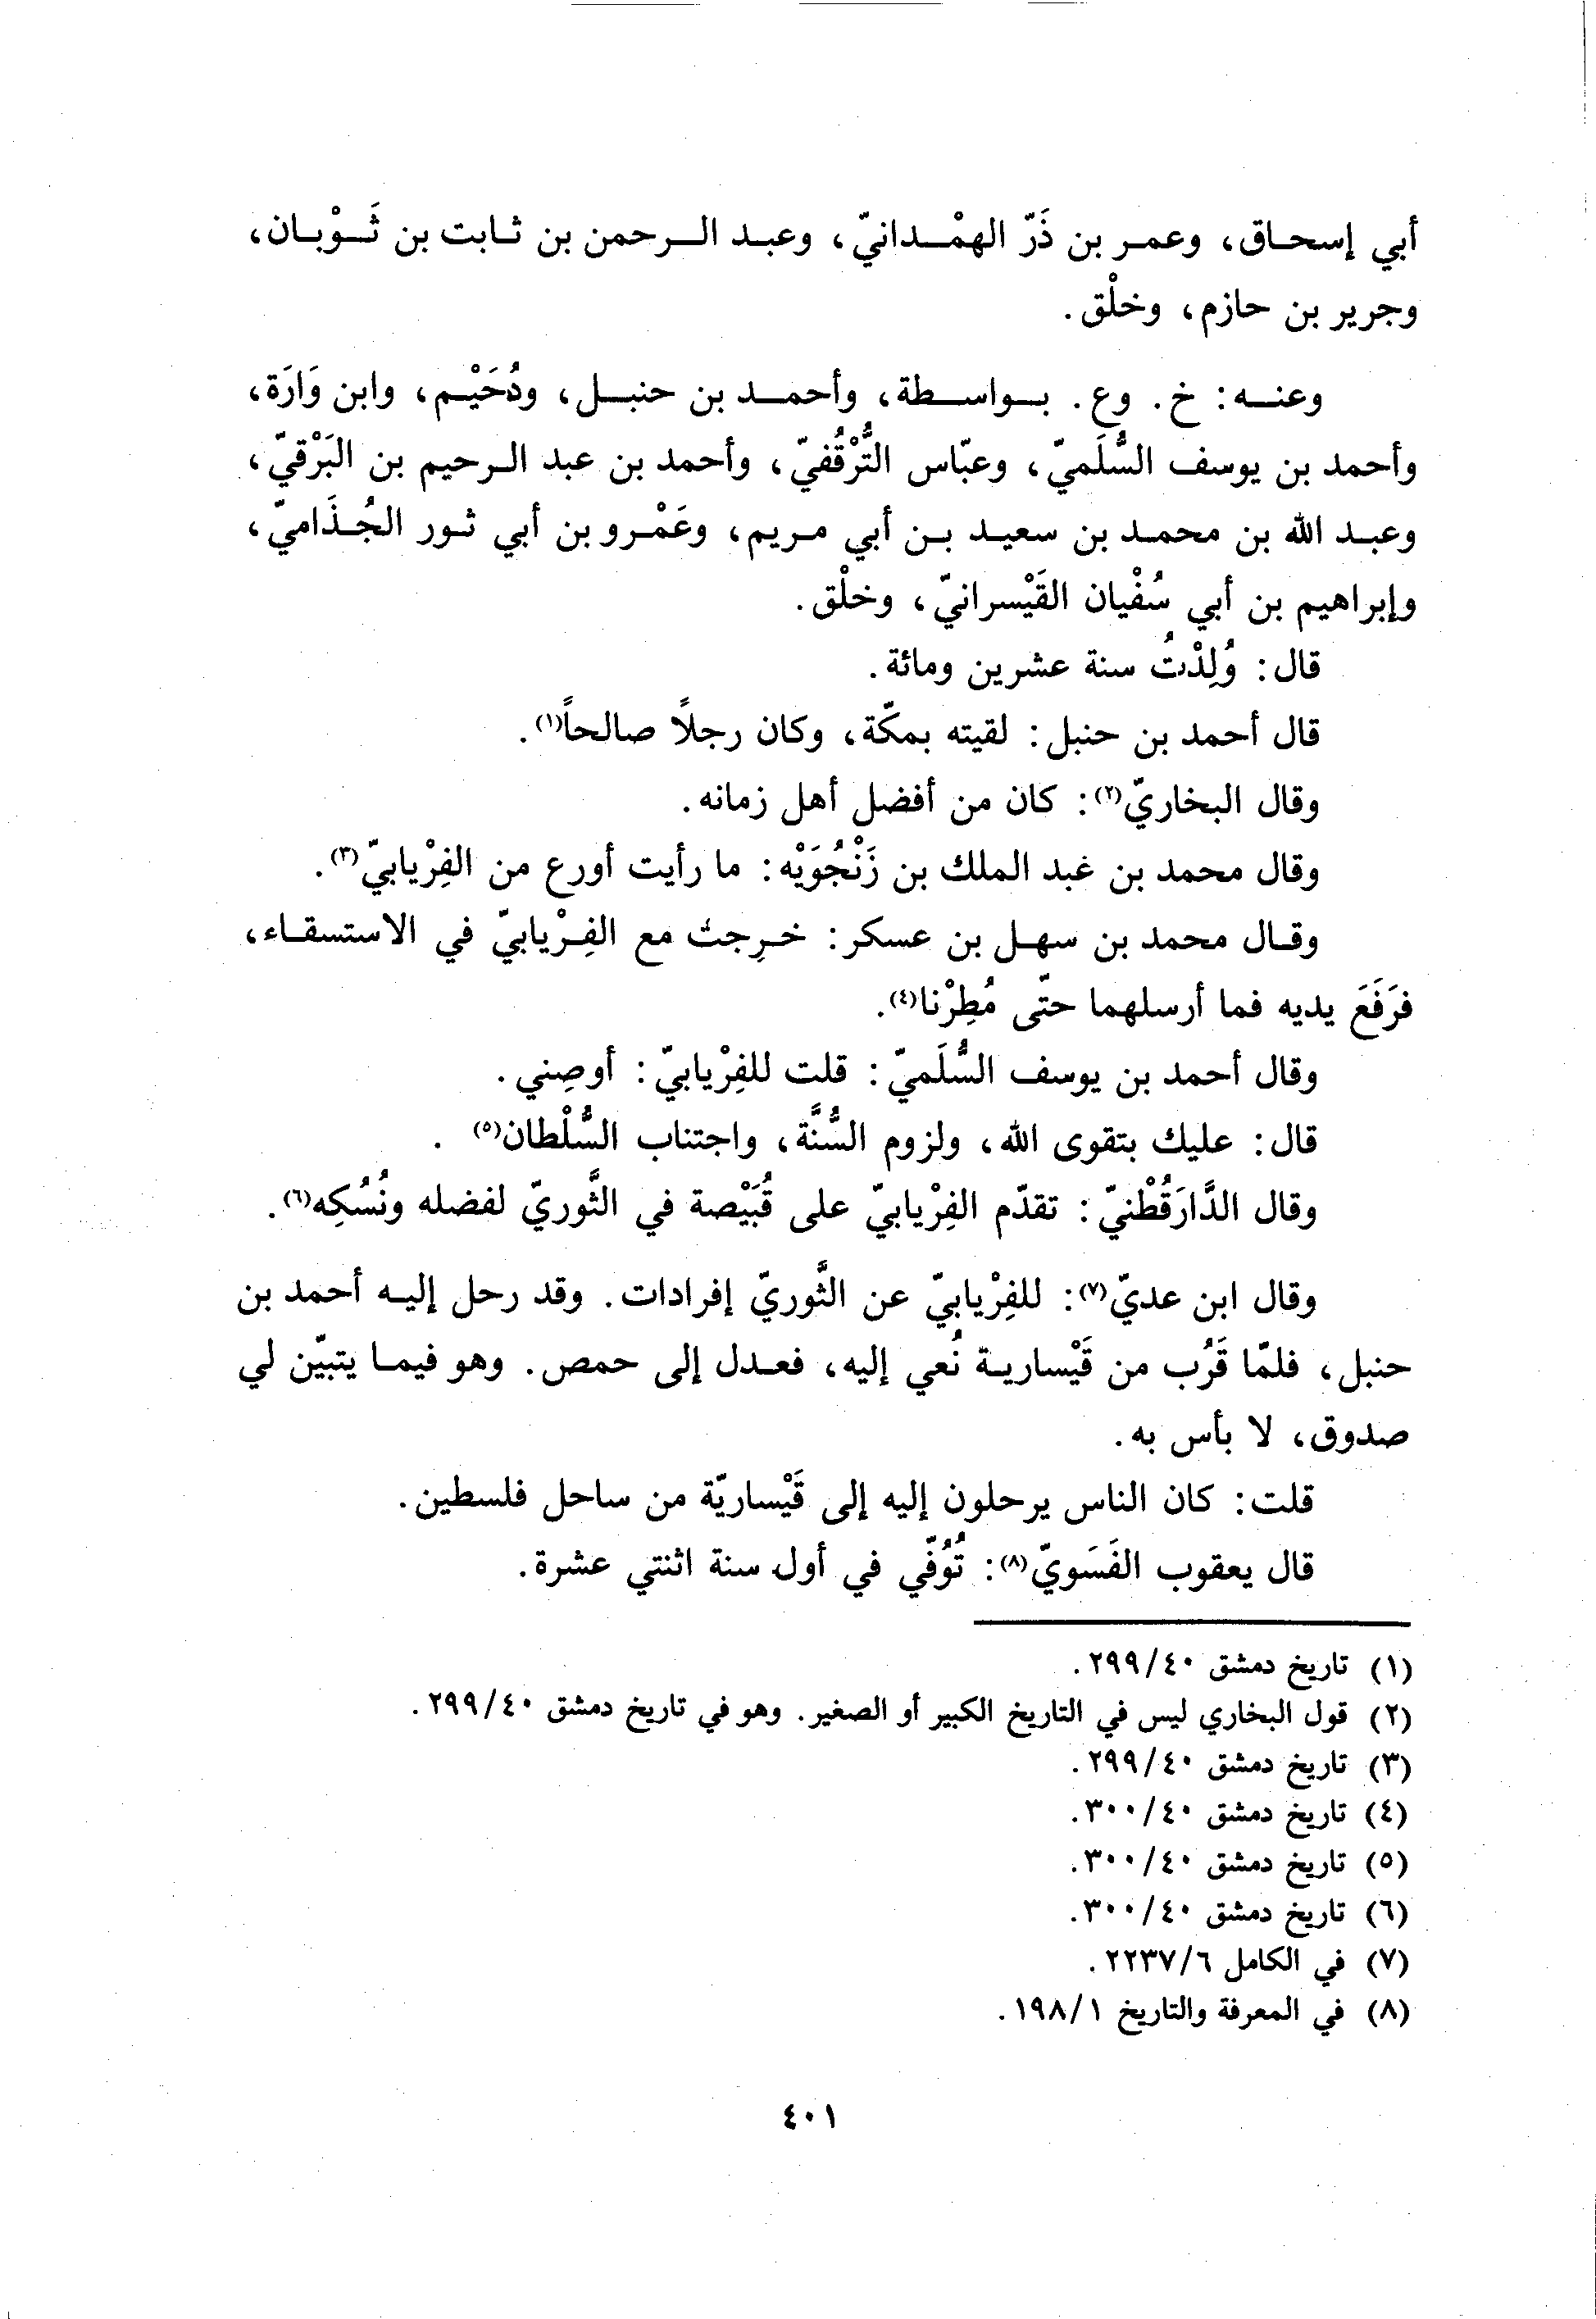 أبي إسحاق، وعمر بن ذَرّ الهمْداني، وعبد الرحمن بن ثابت بن ثَوْبان،
وجرير بن حازم، وخلْق.
وعنه: خ. وع. بواسطة، وأحمد بن حنبل، ودُحَيْم، وابن وَارَة،
وأحمد بن يوسف السُّلَميّ، وعبّاس التُّرْقُفيّ، وأحمد بن عبد الرحيم بن البَرْقيّ،
وعبد الله بن محمد بن سعيد بن أبي مريم، وعَمْرو بن أبي ثور الجُذَاميّ،
وإبراهيم بن أبي سُفْيان القَيْسرانيّ، وخلْق.
قال: وُلِدْتُ سنة عشرين ومائة.
قال أحمد بن حنبل: لقيته بمكّة، وكان رجلاً صالحاً(١).
وقال البخاريّ(٢): كان من أفضل أهل زمانه.
وقال محمد بن غبد الملك بن زَنْجُوَيْه: ما رأيت أورع من الفِرْيابيّ(٣).
وقال محمد بن سهل بن عسكر: خرجت مع الفِرْيابيّ في الاستسقاء،
فرَفَعَ يديه فما أرسلهما حتّى مُطِرْنا(٤).
وقال أحمد بن يوسف السُّلَميّ: قلت للفِرْيابيّ: أوصِني.
قال: عليك بتقوى الله، ولزوم السُّنَّة، واجتناب السُّلْطان(٥).
وقال الدَّارَقُطْنيّ: تقدّم الفِرْيابيّ على قُبَيْصة في الثَّوريّ لفضله ونُسُكِه(٦).
وقال ابن عديّ(٧): للفِرْيابيّ عن الثَّوريّ إفرادات. وقد رحل إليه أحمد بن
حنبل، فلمّا قَرُب من قَيْسارية نُعي إليه، فعدل إلى حمص. وهو فيما يتبيّن لي
صدوق، لا بأس به.
قلت: كان الناس يرحلون إليه إلى قَيْساريّة من ساحل فلسطين.
قال يعقوب الفَسَويّ(٨): تُوُفّي في أول سنة اثنتي عشرة.
(١) تاريخ دمشق ٢٩٩/٤٠.
(٢) قول البخاري ليس في التاريخ الكبير أو الصغير. وهو في تاريخ دمشق ٢٩٩/٤٠.
(٣) تاريخ دمشق ٢٩٩/٤٠.
(٤) تاريخ دمشق ٣٠٠/٤٠.
(٥) تاريخ دمشق ٣٠٠/٤٠.
(٦) تاريخ دمشق ٣٠٠/٤٠.
(٧) في الكامل ٢٢٣٧/٦.
(٨) في المعرفة والتاريخ ١٩٨/١.
٤٠١